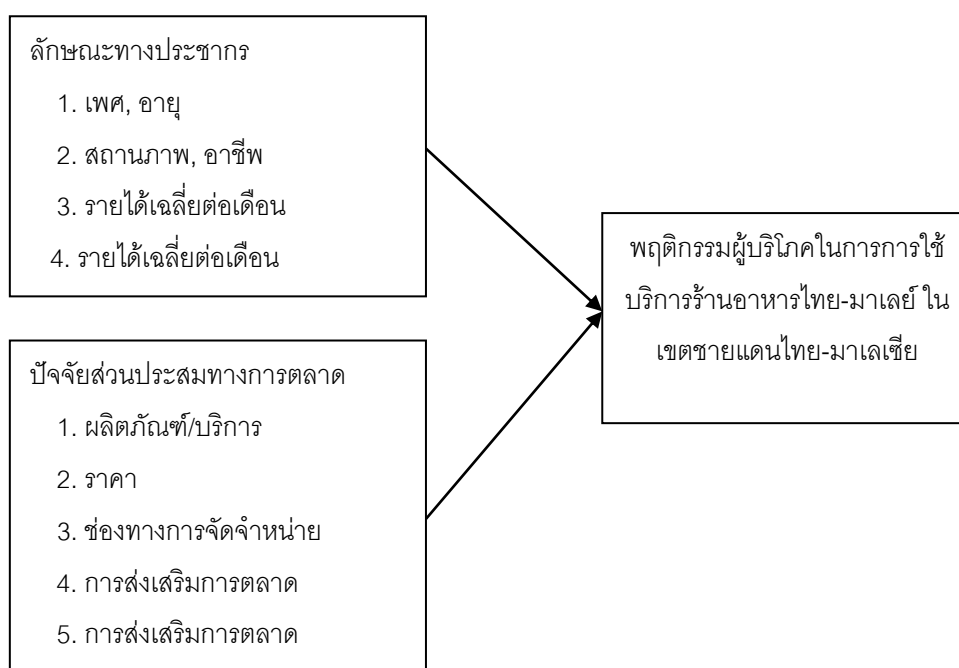 ลักษณะทางประชากร
1. เพศ, อายุ
2. สถานภาพ, อาชีพ
3. รายได้เฉลี่ยต่อเดือน
4. รายได้เฉลี่ยต่อเดือน
ปัจจัยส่วนประสมทางการตลาด
1. ผลิตภัณฑ์/บริการ
2. ราคา
3. ช่องทางการจัดจำหน่าย
4. การส่งเสริมการตลาด
5. การส่งเสริมการตลาด
พฤติกรรมผู้บริโภคในการการใช้
บริการร้านอาหารไทย-มาเลย์ ใน
เขตชายแดนไทย-มาเลเซีย